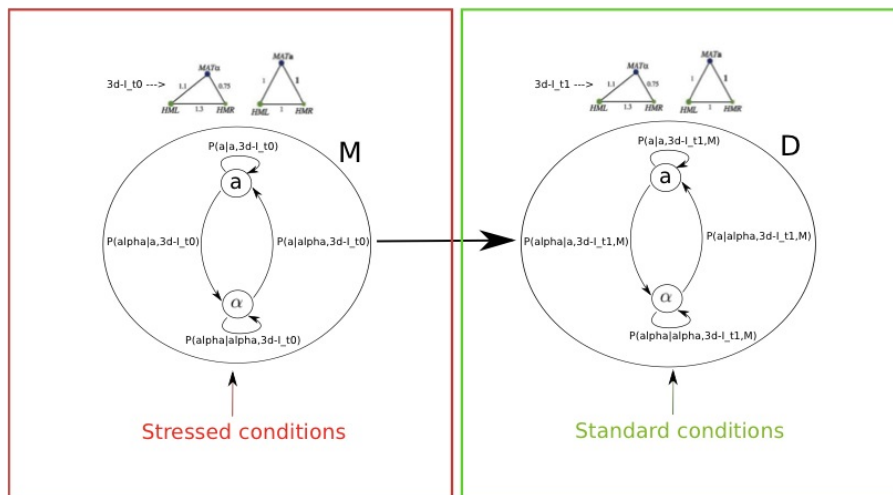 3d-I_t0 --->
MATα
1.1
0.75
HML
1.3
HMR
MATa
1
1
HML
1
HMR
M
P(a|a,3d-I_t0)
a
P(alpha|a,3d-I_t0)
P(a|alpha,3d-I_t0)
α
P(alpha|alpha,3d-I_t0)
Stressed conditions
3d-I_t1 --->
MATα
1.1
0.75
HML
1.3
HMR
MATa
1
1
HML
1
HMR
D
P(a|a,3d-I_t1,M)
a
P(alpha|a,3d-I_t1,M)
P(a|alpha,3d-I_t1,M)
α
P(alpha|alpha,3d-I_t1,M)
Standard conditions